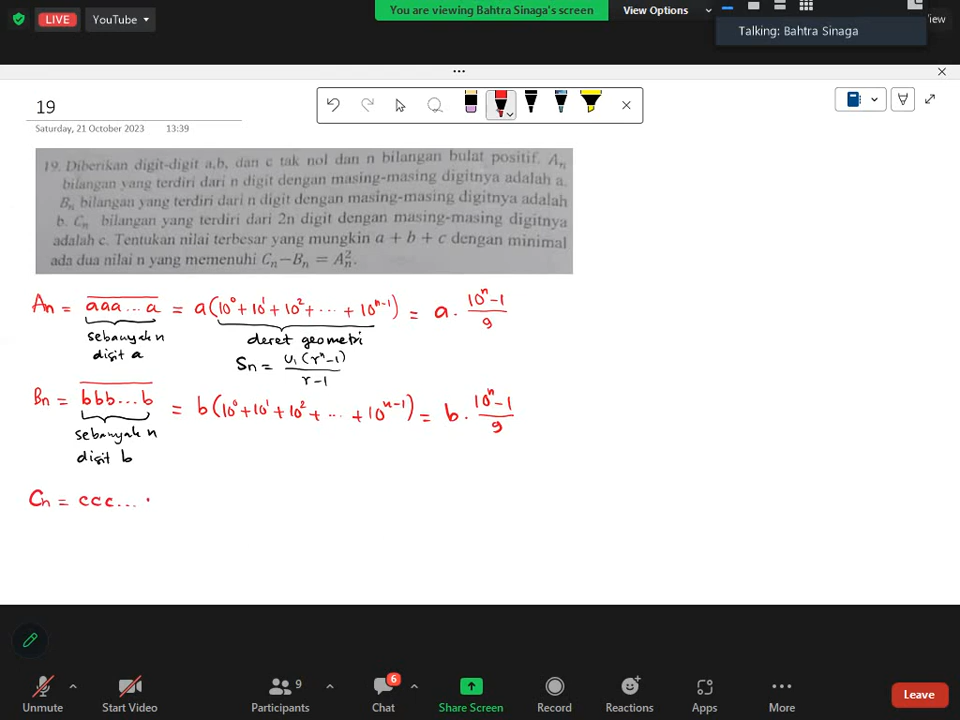 LIVE
YouTube
You are viewing Bahtra Sinaga's screen
View Options
Talking: Bahtra Sinaga
19
Saturday, 21 October 2023 13:39
19. Diberikan digit-digit a,b, dan c tak nol dan n bilangan bulat positif. Aₙ
bilangan yang terdiri dari n digit dengan masing-masing digitnya adalah a.
Bₙ bilangan yang terdiri dari n digit dengan masing-masing digitnya adalah
b. Cₙ bilangan yang terdiri dari 2n digit dengan masing-masing digitnya
adalah c. Tentukan nilai terbesar yang mungkin a + b + c dengan minimal
ada dua nilai n yang memenuhi Cₙ−Bₙ = Aₙ².
An = aaa...a = a(10⁰+10¹+10²+...+10ⁿ⁻¹) = a. (10ⁿ-1)/9
sebanyak n
digit a
deret geometri
Sn = U₁(rⁿ-1)/(r-1)
Bn = bbb...b = b(10⁰+10¹+10²+...+10ⁿ⁻¹) = b. (10ⁿ-1)/9
sebanyak n
digit b
Cn = ccc...
Unmute
Start Video
9
Participants
6
Chat
Share Screen
Record
Reactions
Apps
More
Leave